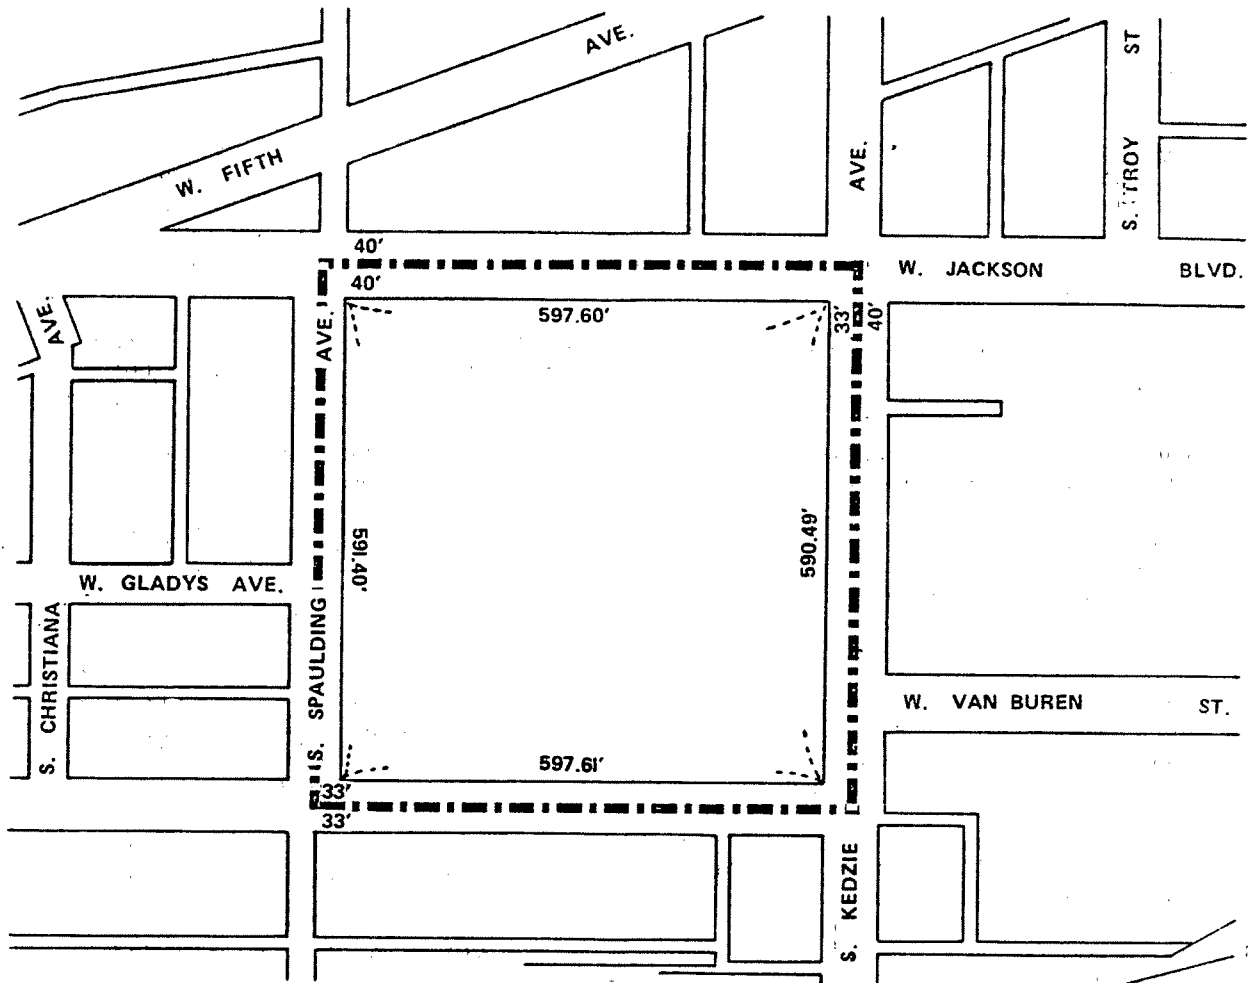 AVE.
ST
W. FIFTH
AVE.
S. TROY
40'
W. JACKSON BLVD.
40'
597.60'
33'
40'
AVE.
AVE.
591.40'
590.49'
W. GLADYS AVE.
S. SPAULDING
S. CHRISTIANA
W. VAN BUREN ST.
597.61'
33'
33'
S. KEDZIE